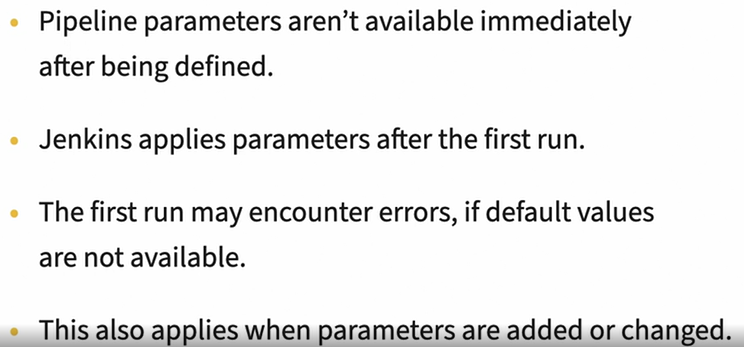 • Pipeline parameters aren’t available immediately
after being defined.
• Jenkins applies parameters after the first run.
• The first run may encounter errors, if default values
are not available.
• This also applies when parameters are added or changed.